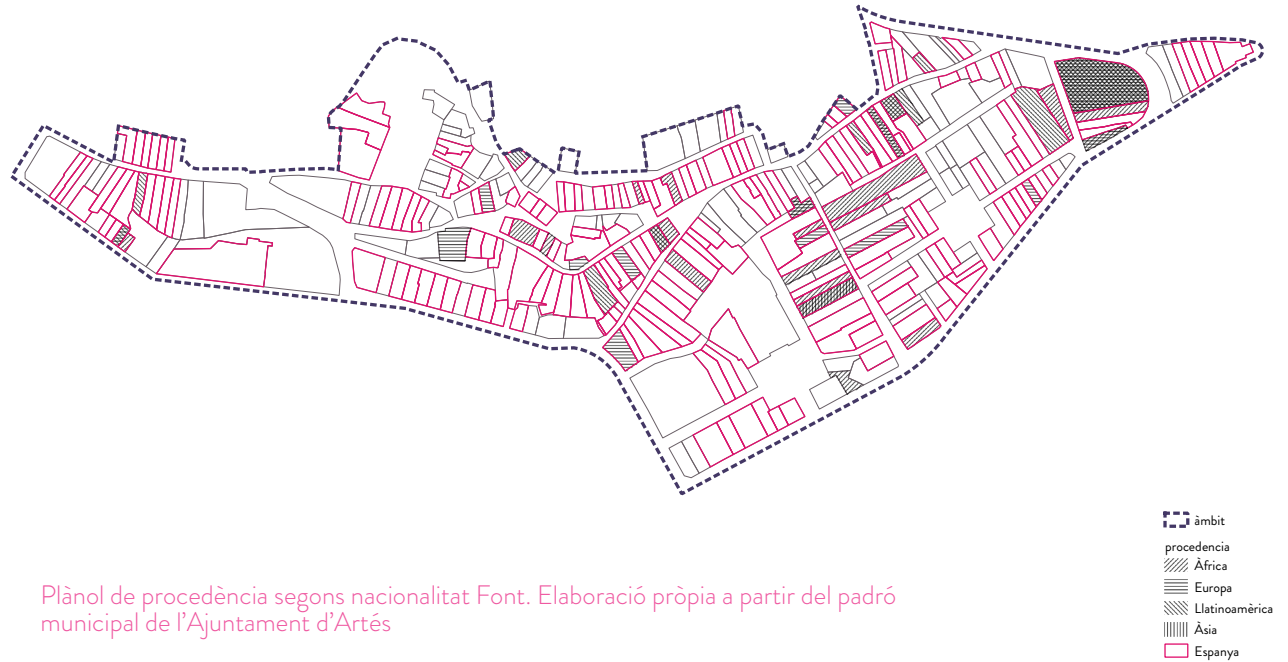 àmbit
procedencia
Àfrica
Europa
Llatinoamèrica
Àsia
Espanya
Plànol de procedència segons nacionalitat Font. Elaboració pròpia a partir del padró
municipal de l'Ajuntament d'Artés